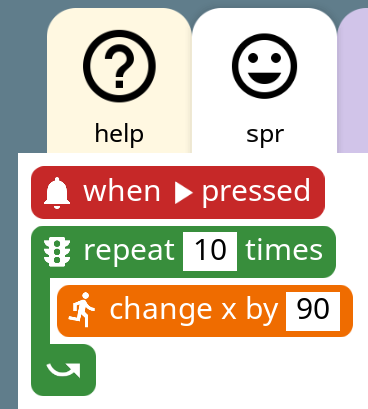 help
spr
when ▶ pressed
repeat 10 times
change x by 90